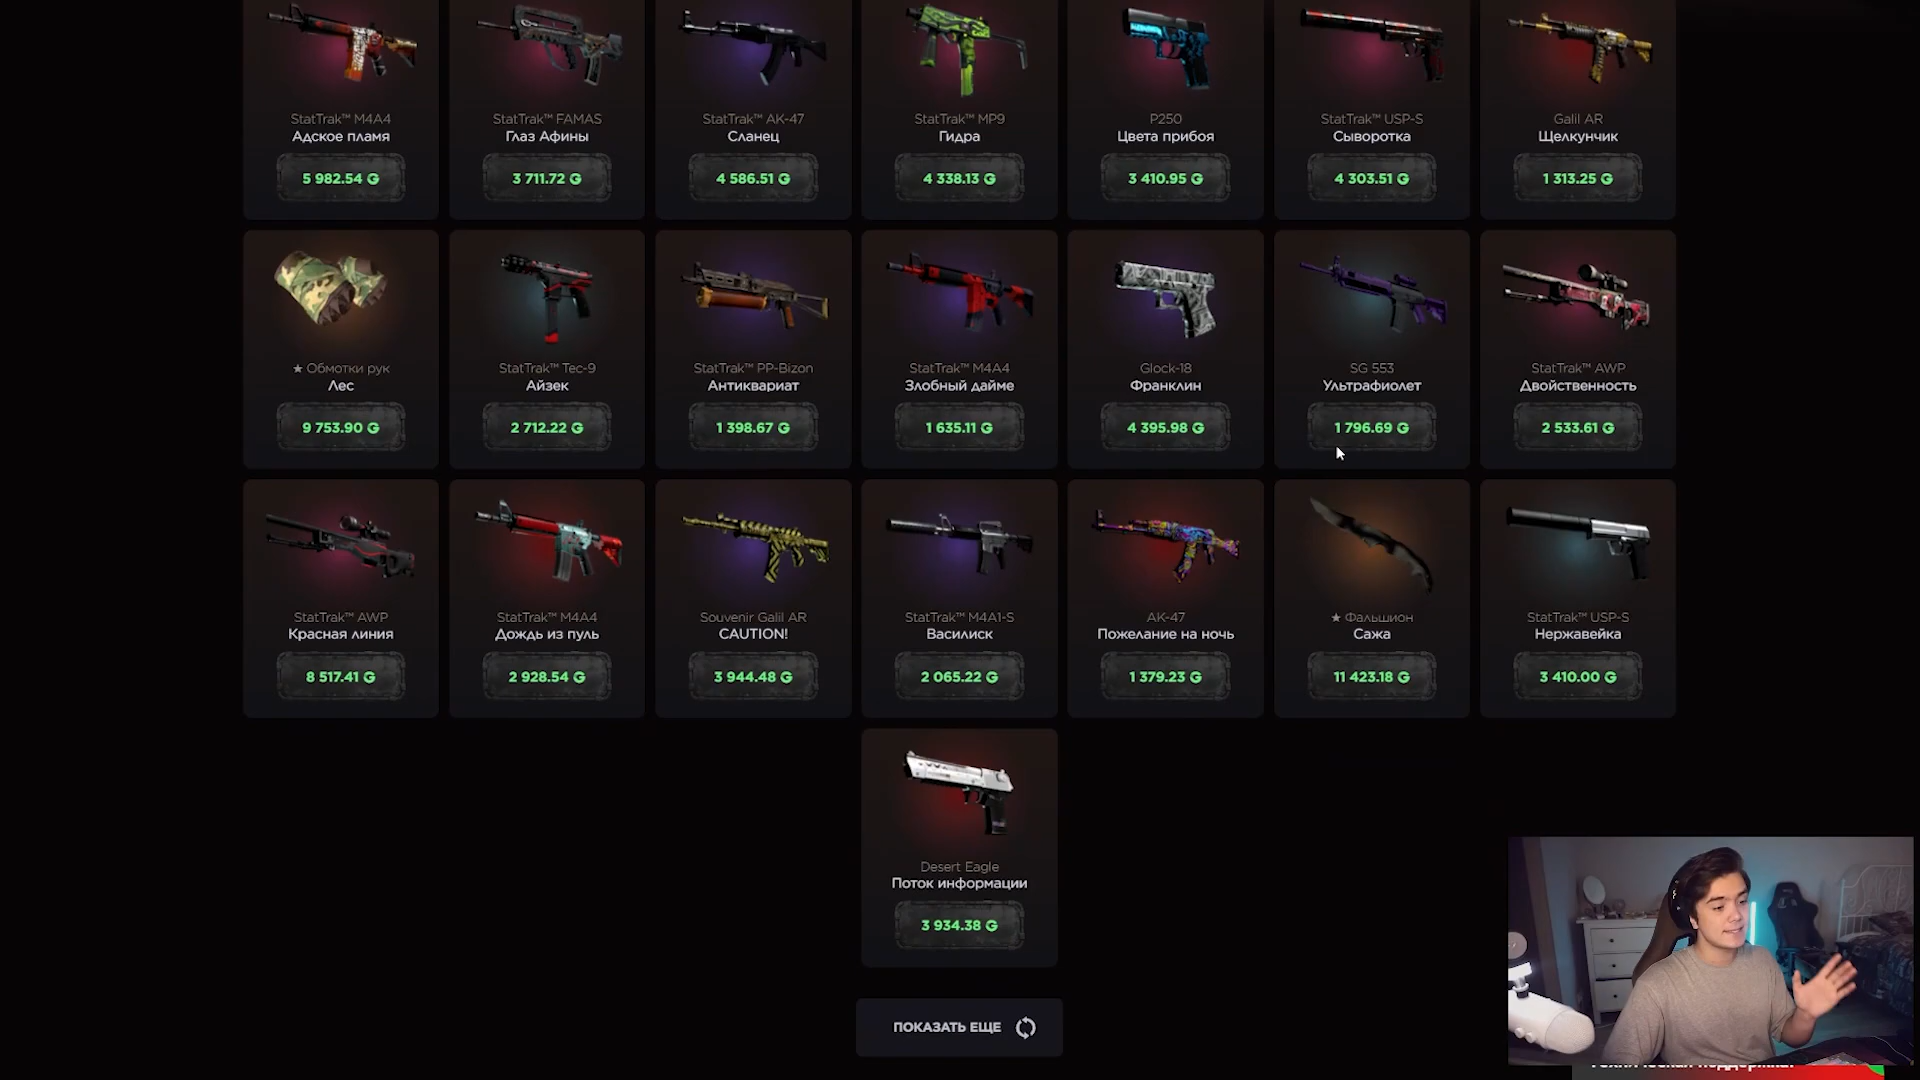 StatTrak™ M4A4
Адское пламя
5 982.54 G
StatTrak™ FAMAS
Глаз Афины
3 711.72 G
StatTrak™ AK-47
Сланец
4 586.51 G
StatTrak™ MP9
Гидра
4 338.13 G
P250
Цвета прибоя
3 410.95 G
StatTrak™ USP-S
Сыворотка
4 303.51 G
Galil AR
Щелкунчик
1 313.25 G
★ Обмотки рук
Лес
9 753.90 G
StatTrak™ Tec-9
Айзек
2 712.22 G
StatTrak™ PP-Bizon
Антиквариат
1 398.67 G
StatTrak™ M4A4
Злобный дайме
1 635.11 G
Glock-18
Франклин
4 395.98 G
SG 553
Ультрафиолет
1 796.69 G
StatTrak™ AWP
Двойственность
2 533.61 G
StatTrak™ AWP
Красная линия
8 517.41 G
StatTrak™ M4A4
Дождь из пуль
2 928.54 G
Souvenir Galil AR
CAUTION!
3 944.48 G
StatTrak™ M4A1-S
Василиск
2 065.22 G
AK-47
Пожелание на ночь
1 379.23 G
★ Фальшион
Сажа
11 423.18 G
StatTrak™ USP-S
Нержавейка
3 410.00 G
Desert Eagle
Поток информации
3 934.38 G
ПОКАЗАТЬ ЕЩЕ